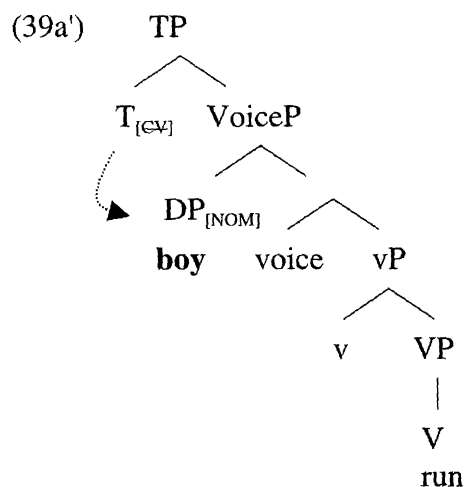 (39a') TP
T[CV] VoiceP
DP[NOM]
boy voice vP
v VP
V
run